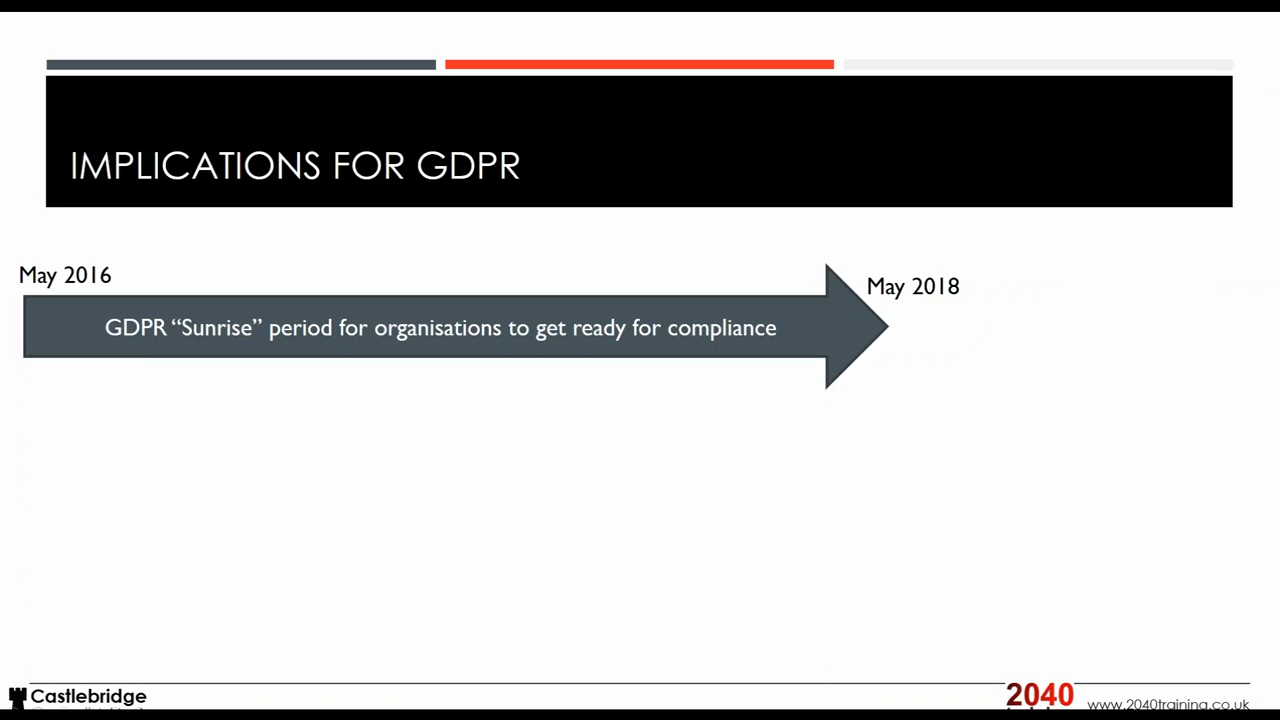 IMPLICATIONS FOR GDPR
May 2016
May 2018
GDPR “Sunrise” period for organisations to get ready for compliance
Castlebridge
2040
www.2040training.co.uk